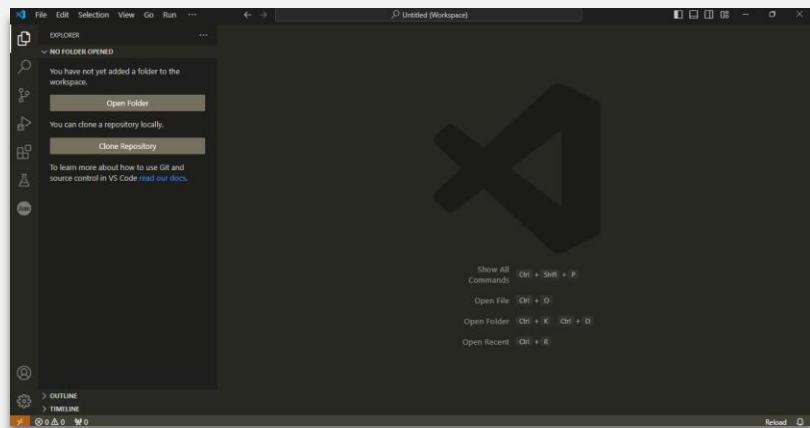 File Edit Selection View Go Run ···
Untitled (Workspace)
EXPLORER ···
NO FOLDER OPENED
You have not yet added a folder to the
workspace.
Open Folder
You can clone a repository locally.
Clone Repository
To learn more about how to use Git and
source control in VS Code read our docs.
Show All
Commands Ctrl + Shift + P
Open File Ctrl + O
Open Folder Ctrl + K Ctrl + O
Open Recent Ctrl + R
OUTLINE
TIMELINE
0 0 0
Reload